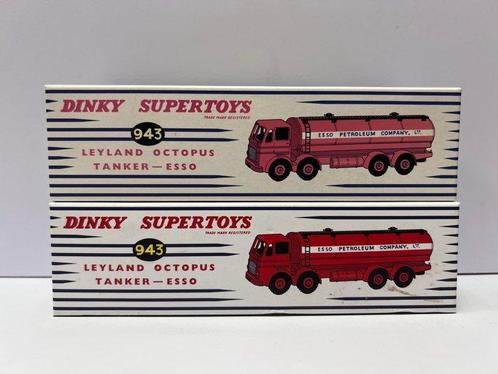 DINKY SUPERTOYS
TRADE MARK REGISTERED
943
LEYLAND OCTOPUS
TANKER — ESSO
ESSO PETROLEUM COMPANY, LTD.
DINKY SUPERTOYS
TRADE MARK REGISTERED
943
LEYLAND OCTOPUS
TANKER — ESSO
ESSO PETROLEUM COMPANY, LTD.